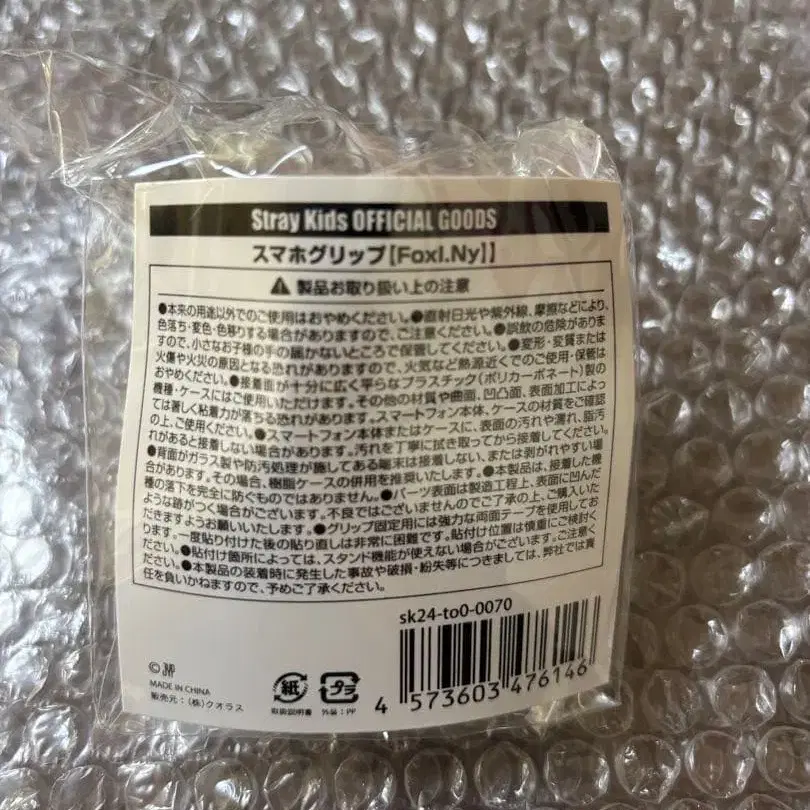 Stray Kids OFFICIAL GOODS
スマホグリップ【FoxI.Ny】
製品お取り扱い上の注意
●本来の用途以外でのご使用はおやめください。●直射日光や紫外線、摩擦などにより、
色落ち・変色・色移りする場合がありますので、ご注意ください。●誤飲の危険がありま
すので、小さなお子様の手の届かないところで保管してください。●変形・変質または
火傷や火災の原因となる恐れがありますので、火気など熱源近くでのご使用・保管は
おやめください。●接着面が十分に広く平らなプラスチック(ポリカーボネート)製の
機種・ケースにはご使用いただけます。その他の材質や曲面、凹凸面、表面加工によっ
ては著しく粘着力が落ちる恐れがあります。スマートフォン本体、ケースの材質をご確認
の上、ご使用ください。●スマートフォン本体またはケースに、表面の汚れや濡れ、脂汚
れがあると接着しない場合があります。汚れを丁寧に拭き取ってから接着してください。
●背面がガラス製や防汚処理が施してある端末は接着しない、または剥がれやすい場
合があります。その場合、樹脂ケースの併用を推奨いたします。●本製品は、接着した機
種の落下を完全に防ぐものではありません。●パーツ表面は製造工程上、表面に凹んだ
ような跡がつく場合がございます。不良ではございませんのでご了承の上、ご購入いた
だきますようお願いいたします。●グリップ固定用には強力な両面テープを使用してお
ります。一度貼り付けた後の貼り直しは非常に困難です。貼付け位置は慎重にご検討く
ださい。●貼付け箇所によっては、スタンド機能が使えない場合がございます。ご注意く
ださい。●本製品の装着時に発生した事故や破損・紛失等につきましては、弊社では責
任を負いかねますので、予めご了承ください。
sk24-to0-0070
4 573603 476146
© JYP
MADE IN CHINA
販売元：(株)クオラス
紙
取扱説明書
プラ
外装：PP